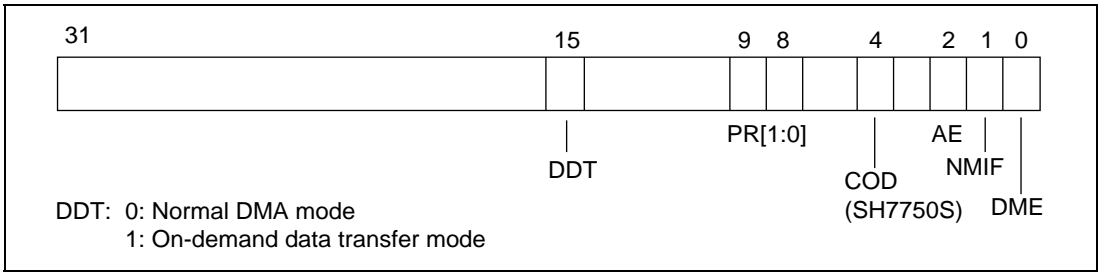 31 15 9 8 4 2 1 0
PR[1:0] AE
DDT NMIF
COD
(SH7750S) DME
DDT: 0: Normal DMA mode
1: On-demand data transfer mode